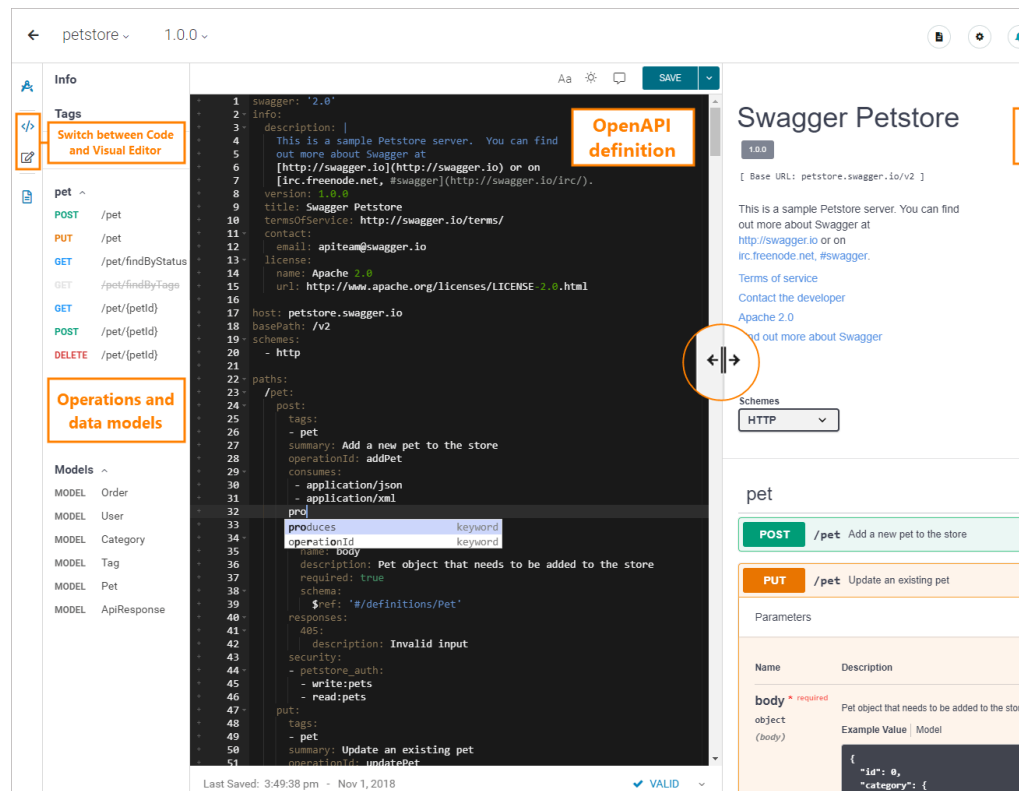 petstore
1.0.0
Info
Tags
Switch between Code
and Visual Editor
pet
POST /pet
PUT /pet
GET /pet/findByStatus
GET /pet/findByTags
GET /pet/{petId}
POST /pet/{petId}
DELETE /pet/{petId}
Operations and
data models
Models
MODEL Order
MODEL User
MODEL Category
MODEL Tag
MODEL Pet
MODEL ApiResponse
Aa
SAVE
OpenAPI
definition
1 swagger: '2.0'
2 info:
3 description: |
4 This is a sample Petstore server.  You can find
5 out more about Swagger at
6 [http://swagger.io](http://swagger.io) or on
7 [irc.freenode.net, #swagger](http://swagger.io/irc/).
8 version: 1.0.0
9 title: Swagger Petstore
10 termsOfService: http://swagger.io/terms/
11 contact:
12 email: apiteam@swagger.io
13 license:
14 name: Apache 2.0
15 url: http://www.apache.org/licenses/LICENSE-2.0.html
16
17 host: petstore.swagger.io
18 basePath: /v2
19 schemes:
20 - http
21
22 paths:
23 /pet:
24 post:
25 tags:
26 - pet
27 summary: Add a new pet to the store
28 operationId: addPet
29 consumes:
30 - application/json
31 - application/xml
32 pro
33 produces keyword
34 operationId keyword
35 name: body
36 description: Pet object that needs to be added to the store
37 required: true
38 schema:
39 $ref: '#/definitions/Pet'
40 responses:
41 405:
42 description: Invalid input
43 security:
44 - petstore_auth:
45 - write:pets
46 - read:pets
47 put:
48 tags:
49 - pet
50 summary: Update an existing pet
51 operationId: updatePet
Last Saved: 3:49:38 pm - Nov 1, 2018
VALID
Swagger Petstore
1.0.0
[ Base URL: petstore.swagger.io/v2 ]
This is a sample Petstore server. You can find
out more about Swagger at
http://swagger.io or on
irc.freenode.net, #swagger.
Terms of service
Contact the developer
Apache 2.0
out more about Swagger
Schemes
HTTP
pet
POST /pet Add a new pet to the store
PUT /pet Update an existing pet
Parameters
Name Description
body * required
object
(body)
Pet object that needs to be added to the
Example Value | Model
{
"id": 0,
"category": {